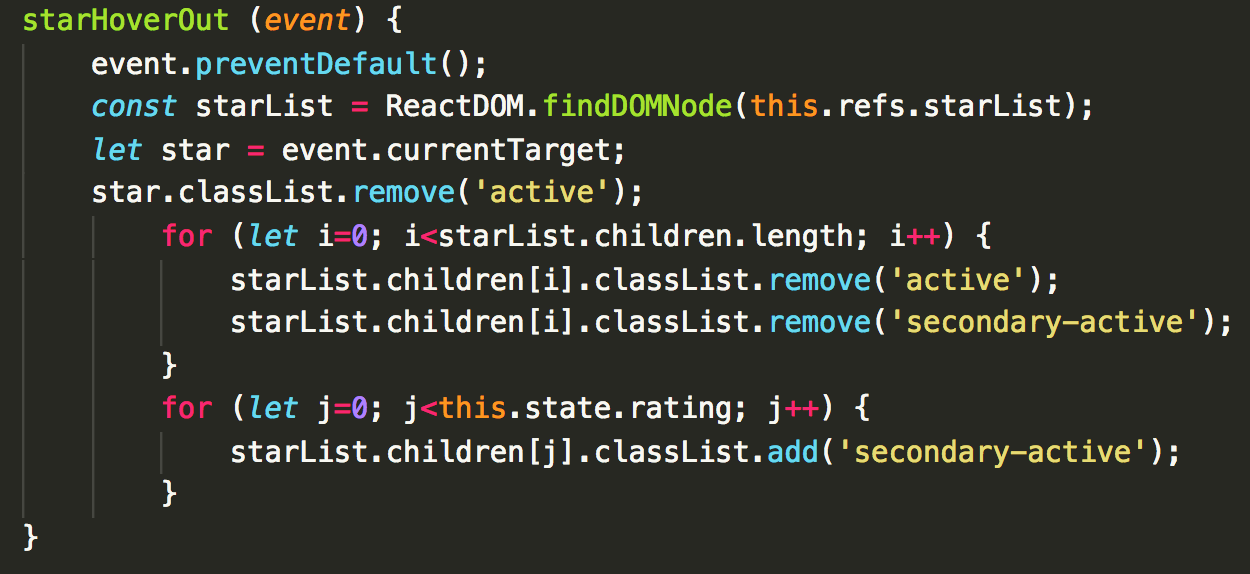 starHoverOut (event) {
    event.preventDefault();
    const starList = ReactDOM.findDOMNode(this.refs.starList);
    let star = event.currentTarget;
    star.classList.remove('active');
        for (let i=0; i<starList.children.length; i++) {
            starList.children[i].classList.remove('active');
            starList.children[i].classList.remove('secondary-active');
        }
        for (let j=0; j<this.state.rating; j++) {
            starList.children[j].classList.add('secondary-active');
        }
}